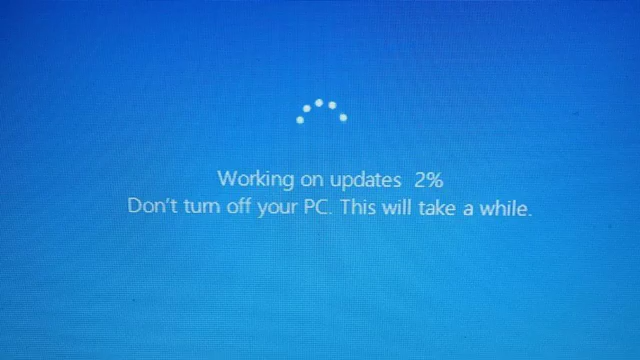 Working on updates 2%
Don't turn off your PC. This will take a while.